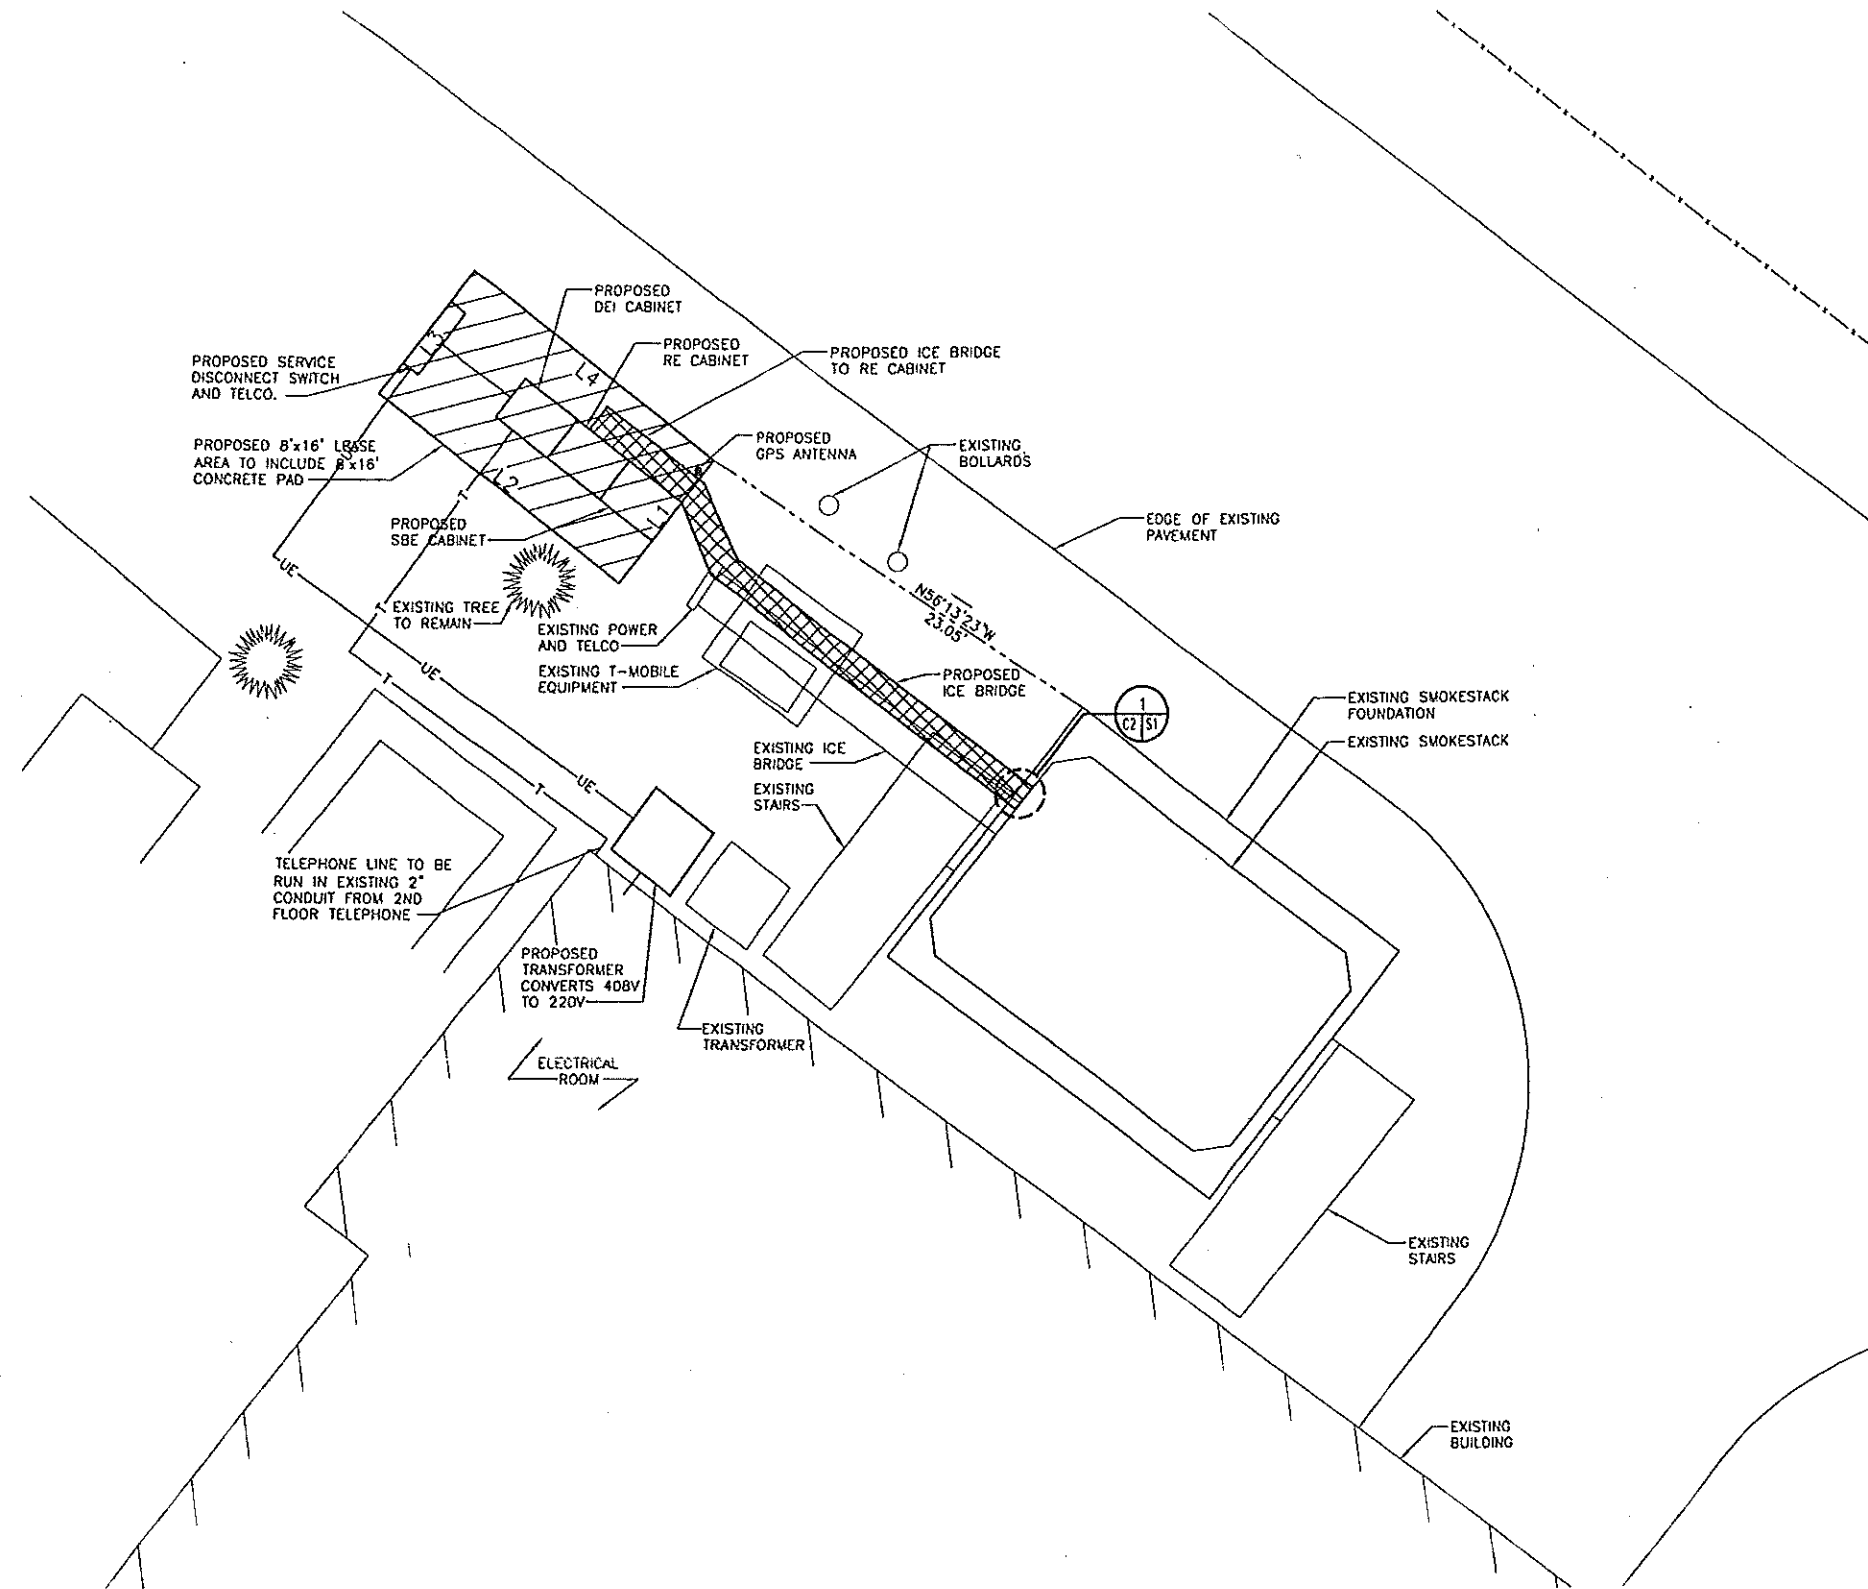 PROPOSED
DEI CABINET
PROPOSED
RE CABINET
PROPOSED ICE BRIDGE
TO RE CABINET
PROPOSED SERVICE
DISCONNECT SWITCH
AND TELCO.
L3
L4
PROPOSED 8'x16' LEASE
AREA TO INCLUDE 8'x16'
CONCRETE PAD
UE
L2
L1
PROPOSED
GPS ANTENNA
EXISTING
BOLLARDS
T
PROPOSED
SBE CABINET
EDGE OF EXISTING
PAVEMENT
UE
T
EXISTING TREE
TO REMAIN
N56°13'23"W
23.05'
EXISTING POWER
AND TELCO
UE
EXISTING T-MOBILE
EQUIPMENT
T
PROPOSED
ICE BRIDGE
1
C2 S1
EXISTING SMOKESTACK
FOUNDATION
EXISTING SMOKESTACK
EXISTING ICE
BRIDGE
UE
T
EXISTING
STAIRS
TELEPHONE LINE TO BE
RUN IN EXISTING 2"
CONDUIT FROM 2ND
FLOOR TELEPHONE
PROPOSED
TRANSFORMER
CONVERTS 408V
TO 220V
EXISTING
TRANSFORMER
ELECTRICAL
ROOM
EXISTING
STAIRS
EXISTING
BUILDING